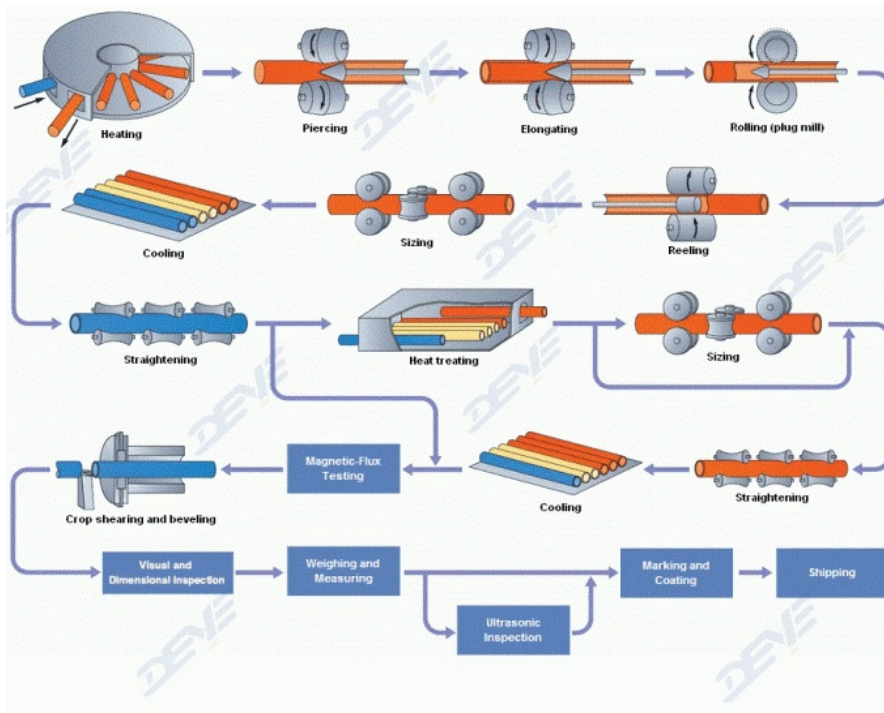 Heating
Piercing
Elongating
Rolling (plug mill)
Cooling
Sizing
Reeling
Straightening
Heat treating
Sizing
Crop shearing and beveling
Magnetic-Flux
Testing
Cooling
Straightening
Visual and
Dimensional Inspection
Weighing and
Measuring
Ultrasonic
Inspection
Marking and
Coating
Shipping